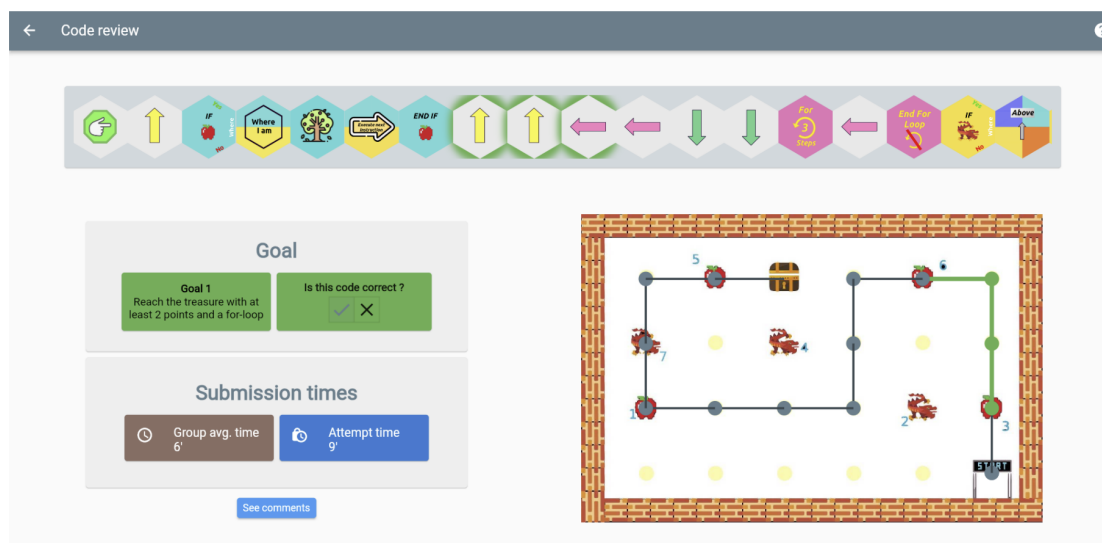 Code review
Yes
IF
Where
No
Where
I am
Execute next
instruction
END IF
For
3
Steps
End For
Loop
Yes
IF
Where
No
Above
Goal
Goal 1
Reach the treasure with at
least 2 points and a for-loop
Is this code correct ?
Submission times
Group avg. time
6'
Attempt time
9'
See comments
5
6
7
4
1
2
3
START